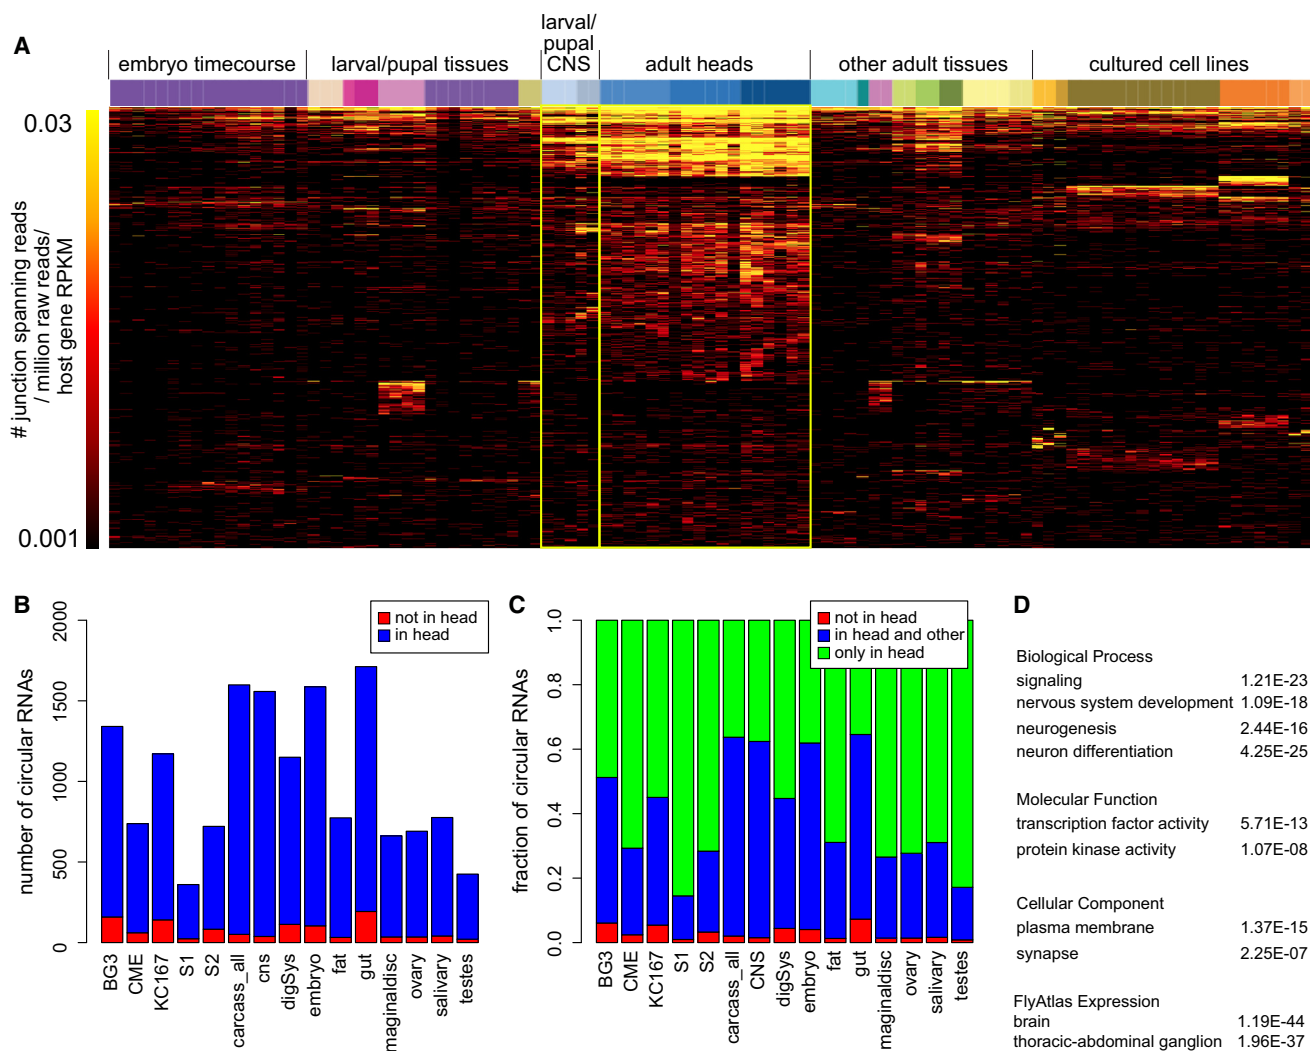 A
embryo timecourse
larval/pupal tissues
larval/
pupal
CNS
adult heads
other adult tissues
cultured cell lines
0.03
0.001
# junction spanning reads
/ million raw reads/
host gene RPKM
B
number of circular RNAs
0
500
1000
1500
2000
not in head
in head
BG3
CME
KC167
S1
S2
carcass_all
cns
digSys
embryo
fat
gut
maginaldisc
ovary
salivary
testes
C
fraction of circular RNAs
0.0
0.2
0.4
0.6
0.8
1.0
not in head
in head and other
only in head
BG3
CME
KC167
S1
S2
carcass_all
CNS
digSys
embryo
fat
gut
maginaldisc
ovary
salivary
testes
D
Biological Process
signaling 1.21E-23
nervous system development 1.09E-18
neurogenesis 2.44E-16
neuron differentiation 4.25E-25
Molecular Function
transcription factor activity 5.71E-13
protein kinase activity 1.07E-08
Cellular Component
plasma membrane 1.37E-15
synapse 2.25E-07
FlyAtlas Expression
brain 1.19E-44
thoracic-abdominal ganglion 1.96E-37